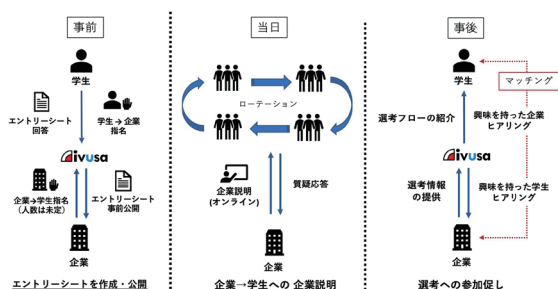 事前
学生
エントリーシート
回答
学生→企業
指名
ivusa
企業→学生指名
(人数は未定)
エントリーシート
事前公開
企業
エントリーシートを作成・公開
当日
ローテーション
企業説明
(オンライン)
質疑応答
企業
企業→学生への 企業説明
事後
学生
マッチング
選考フローの紹介
興味を持った企業
ヒアリング
ivusa
選考情報
の提供
興味を持った学生
ヒアリング
企業
選考への参加促し